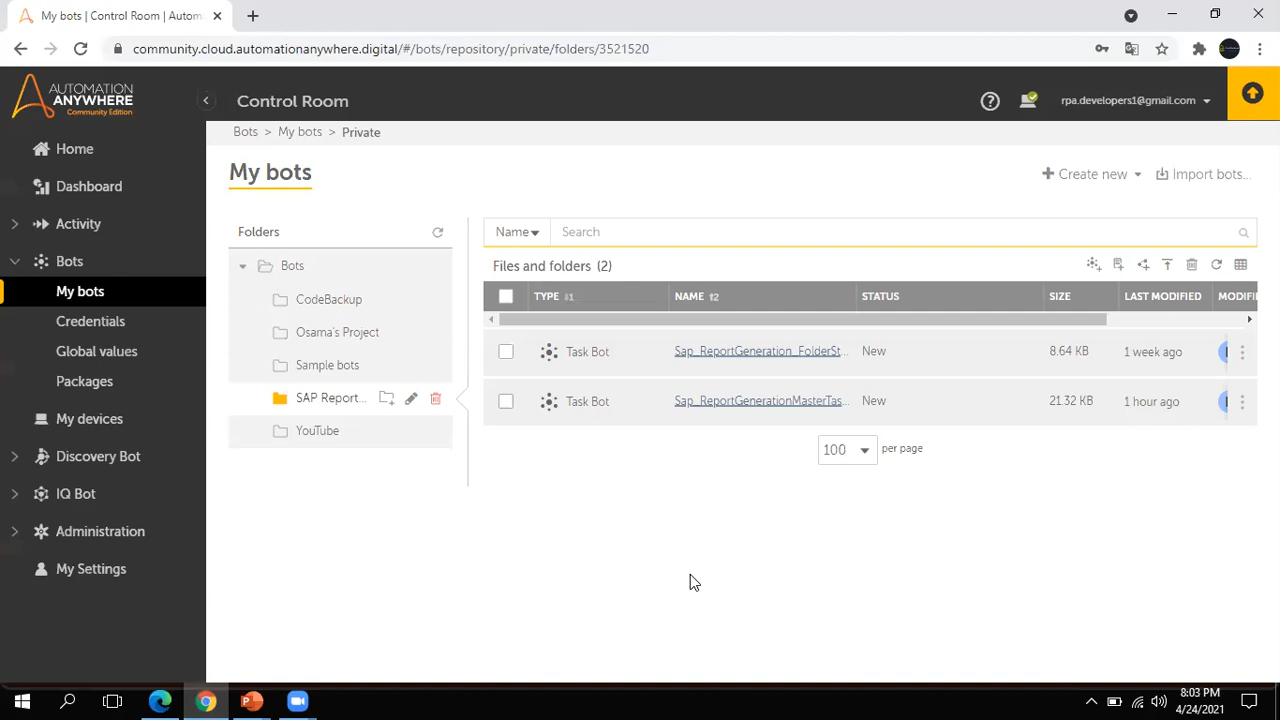 My bots | Control Room | Autom
community.cloud.automationanywhere.digital/#/bots/repository/private/folders/3521520
AUTOMATION
ANYWHERE
Community Edition
Control Room
rpa.developers1@gmail.com
Home
Dashboard
Activity
Bots
My bots
Credentials
Global values
Packages
My devices
Discovery Bot
IQ Bot
Administration
My Settings
Bots > My bots > Private
My bots
Create new
Import bots...
Folders
Bots
CodeBackup
Osama's Project
Sample bots
SAP Report...
YouTube
Name
Search
Files and folders (2)
TYPE NAME STATUS SIZE LAST MODIFIED MODIFI
Task Bot Sap_ReportGeneration_FolderSt... New 8.64 KB 1 week ago
Task Bot Sap_ReportGenerationMasterTas... New 21.32 KB 1 hour ago
100 per page
8:03 PM
4/24/2021